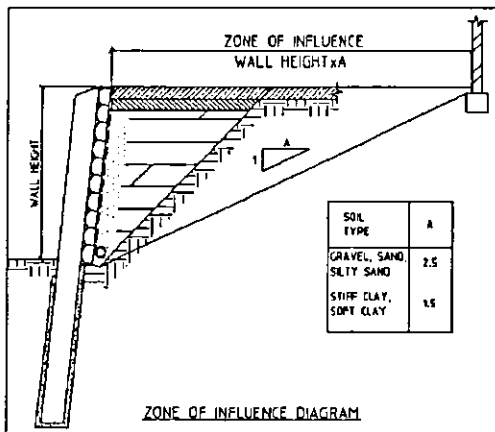 ZONE OF INFLUENCE
WALL HEIGHTxA
WALL HEIGHT
A
1
SOIL TYPE A
GRAVEL, SAND, SILTY SAND 2.5
STIFF CLAY, SOFT CLAY 1.5
ZONE OF INFLUENCE DIAGRAM